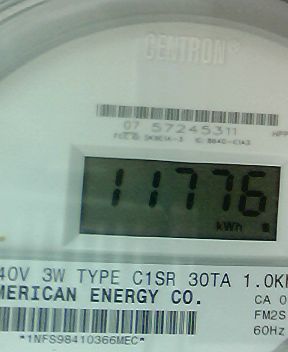 CENTRON®
07 57245311
11776
kWh
40V 3W TYPE C1SR 30TA 1.0K
MERICAN ENERGY CO.
CA 0
FM2S
60Hz
*1NFS98410366MEC*